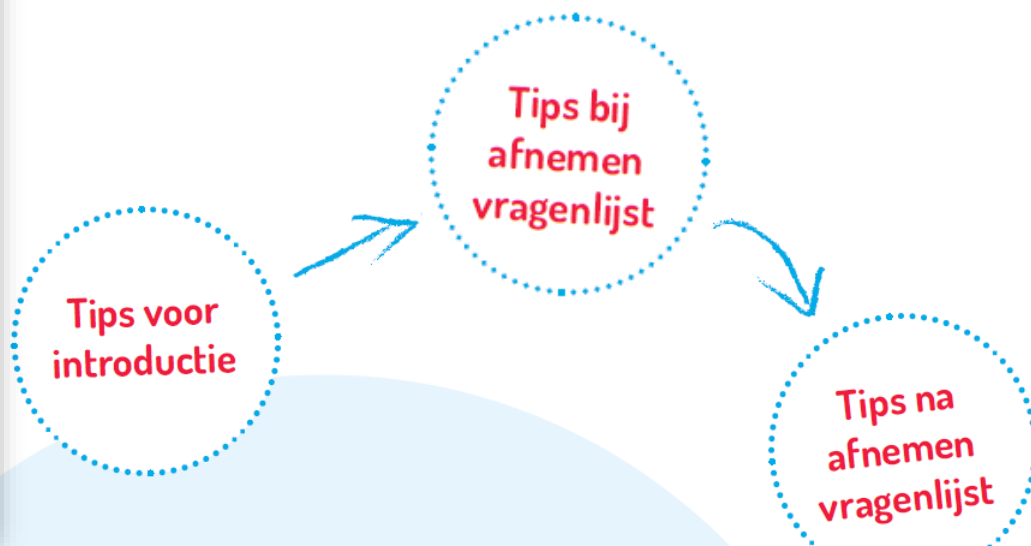 Tips voor
introductie
Tips bij
afnemen
vragenlijst
Tips na
afnemen
vragenlijst